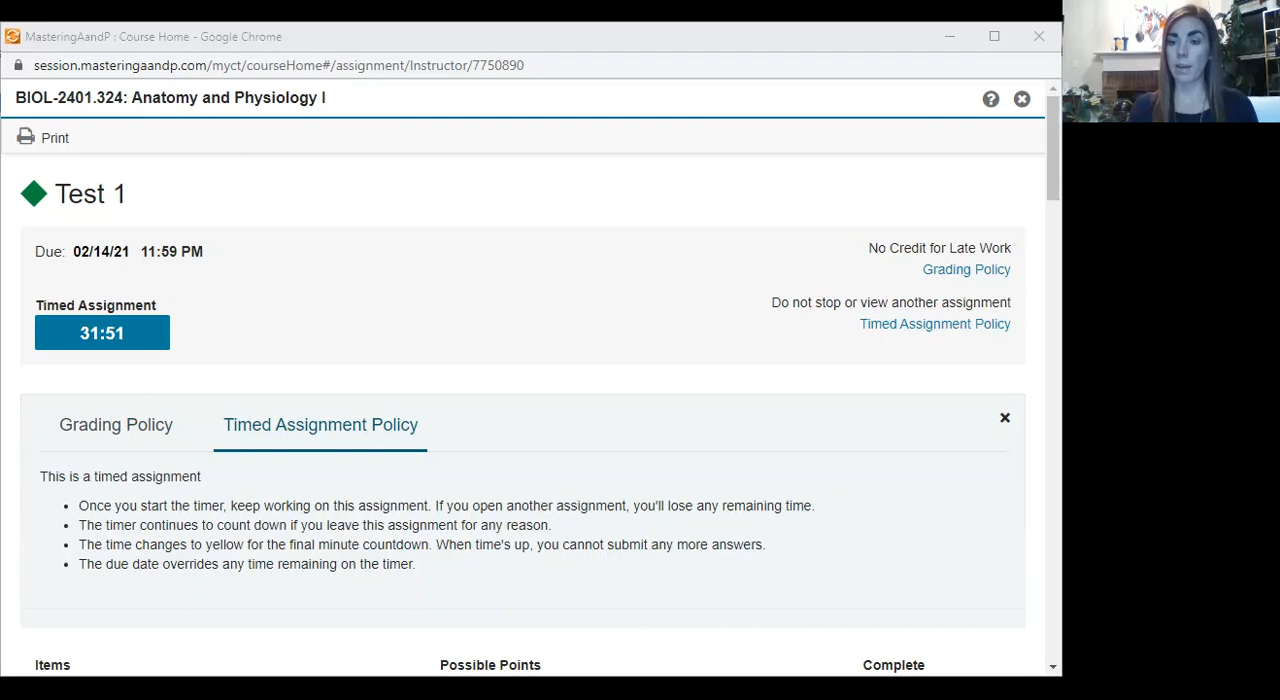 MasteringAandP : Course Home - Google Chrome
session.masteringaandp.com/myct/courseHome#/assignment/Instructor/7750890
BIOL-2401.324: Anatomy and Physiology I
Print
Test 1
Due: 02/14/21 11:59 PM
No Credit for Late Work
Grading Policy
Timed Assignment
31:51
Do not stop or view another assignment
Timed Assignment Policy
Grading Policy Timed Assignment Policy
This is a timed assignment
• Once you start the timer, keep working on this assignment. If you open another assignment, you'll lose any remaining time.
• The timer continues to count down if you leave this assignment for any reason.
• The time changes to yellow for the final minute countdown. When time's up, you cannot submit any more answers.
• The due date overrides any time remaining on the timer.
Items Possible Points Complete